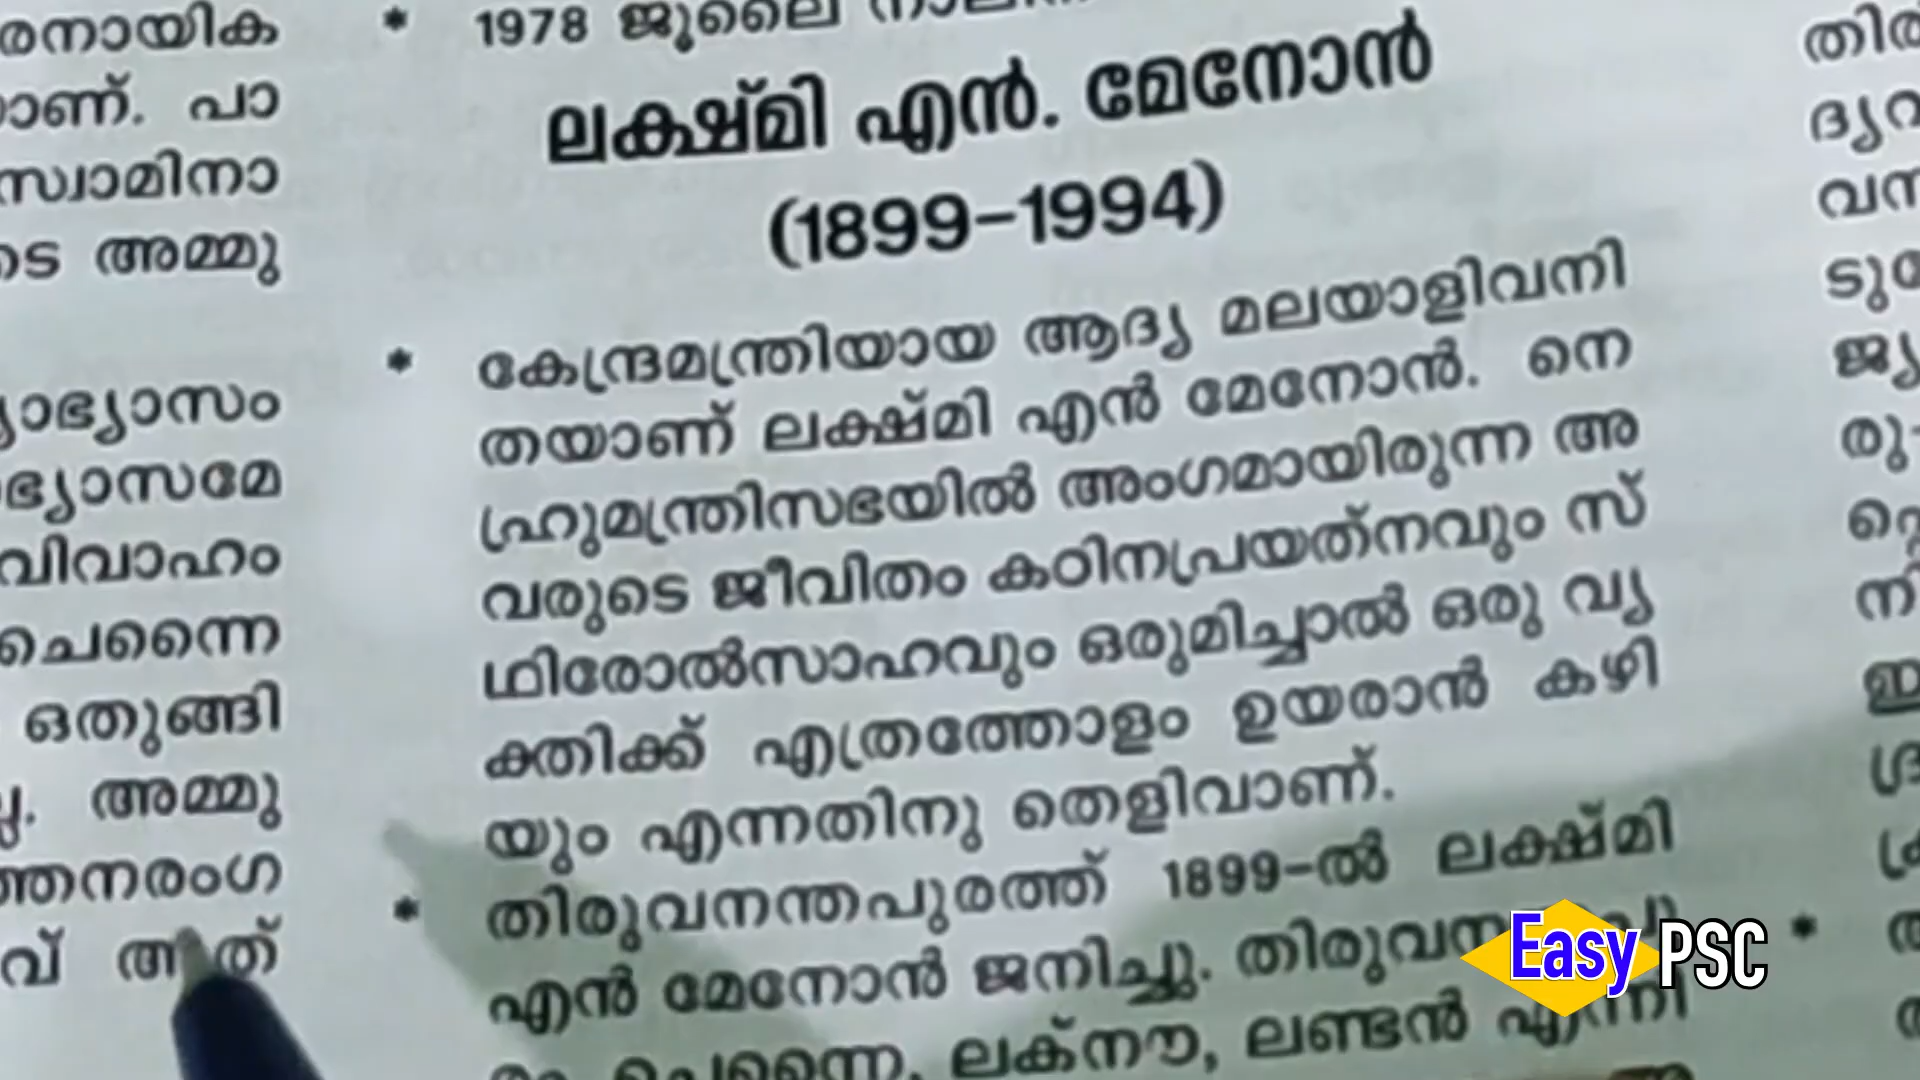 രനായിക
ാണ്. പാ
സ്വാമിനാ
ടെ അമ്മു
യാഭ്യാസം
ഭ്യാസമേ
വിവാഹം
ചെന്നൈ
ഒതുങ്ങി
അമ്മു
ത്തനരംഗ
വ് അത്
* 1978 ജൂലൈ
ലക്ഷ്മി എൻ. മേനോൻ
(1899-1994)
* കേന്ദ്രമന്ത്രിയായ ആദ്യ മലയാളിവനി
തയാണ് ലക്ഷ്മി എൻ മേനോൻ. നെ
ഹ്രുമന്ത്രിസഭയിൽ അംഗമായിരുന്ന അ
വരുടെ ജീവിതം കഠിനപ്രയത്നവും സ്
ഥിരോൽസാഹവും ഒരുമിച്ചാൽ ഒരു വ്യ
ക്തിക്ക് എത്രത്തോളം ഉയരാൻ കഴി
യും എന്നതിനു തെളിവാണ്.
* തിരുവനന്തപുരത്ത് 1899-ൽ ലക്ഷ്മി
എൻ മേനോൻ ജനിച്ചു.
ചെന്നൈ, ലക്നൗ, ലണ്ടൻ എന്നി
Easy PSC